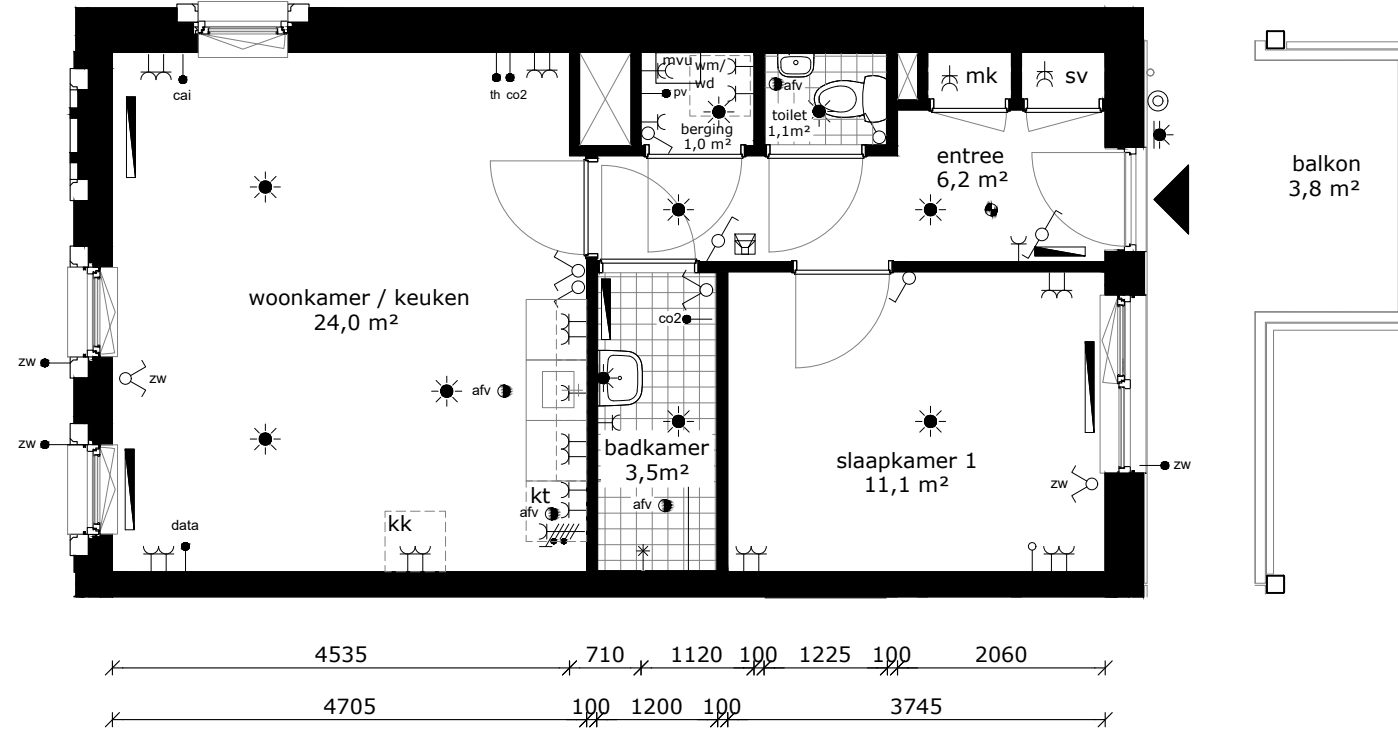 cai
th co2
mvu
wm/
wd
pv
berging
1,0 m²
afv
toilet
1,1m²
mk
sv
entree
6,2 m²
balkon
3,8 m²
woonkamer / keuken
24,0 m²
co2
zw
zw
afv
zw
badkamer
3,5m²
slaapkamer 1
11,1 m²
zw
zw
kt
afv
afv
kk
data
4535 710 1120 100 1225 100 2060
4705 100 1200 100 3745